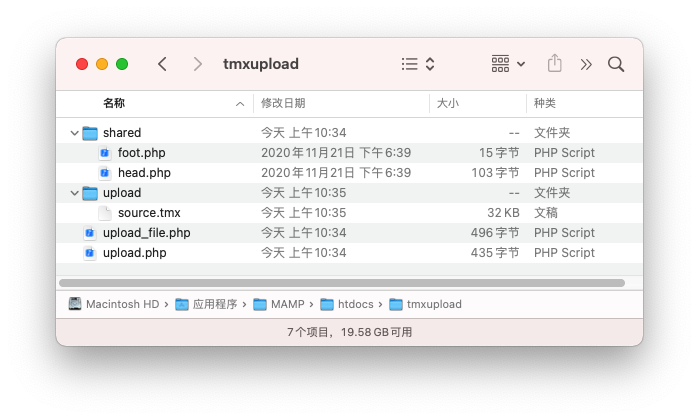 tmxupload
名称 修改日期 大小 种类
shared 今天 上午10:34 -- 文件夹
foot.php 2020年11月21日 下午6:39 15字节 PHP Script
head.php 2020年11月21日 下午6:39 103字节 PHP Script
upload 今天 上午10:35 -- 文件夹
source.tmx 今天 上午10:35 32 KB 文稿
upload_file.php 今天 上午10:34 496字节 PHP Script
upload.php 今天 上午10:34 435字节 PHP Script
Macintosh HD › 应用程序 › MAMP › htdocs › tmxupload
7个项目，19.58 GB可用